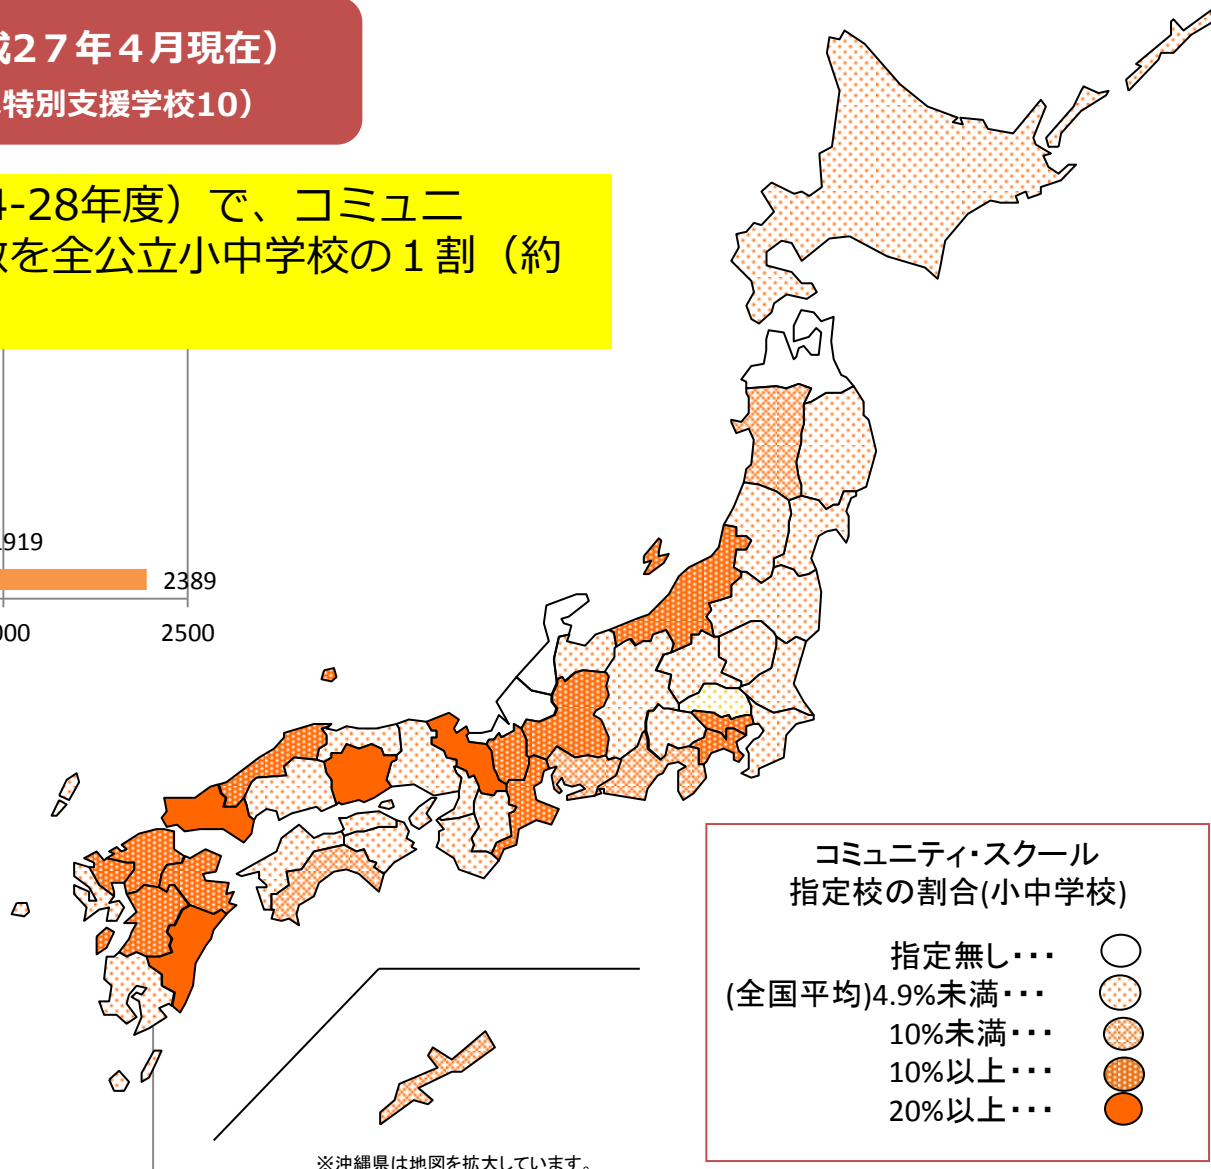 成27年４月現在）
特別支援学校10）
4-28年度）で、コミュニ
数を全公立小中学校の１割（約
1919
2389
000
2500
コミュニティ・スクール
指定校の割合(小中学校)
指定無し・・・
(全国平均)4.9%未満・・・
10%未満・・・
10%以上・・・
20%以上・・・
※沖縄県は地図を拡大しています。